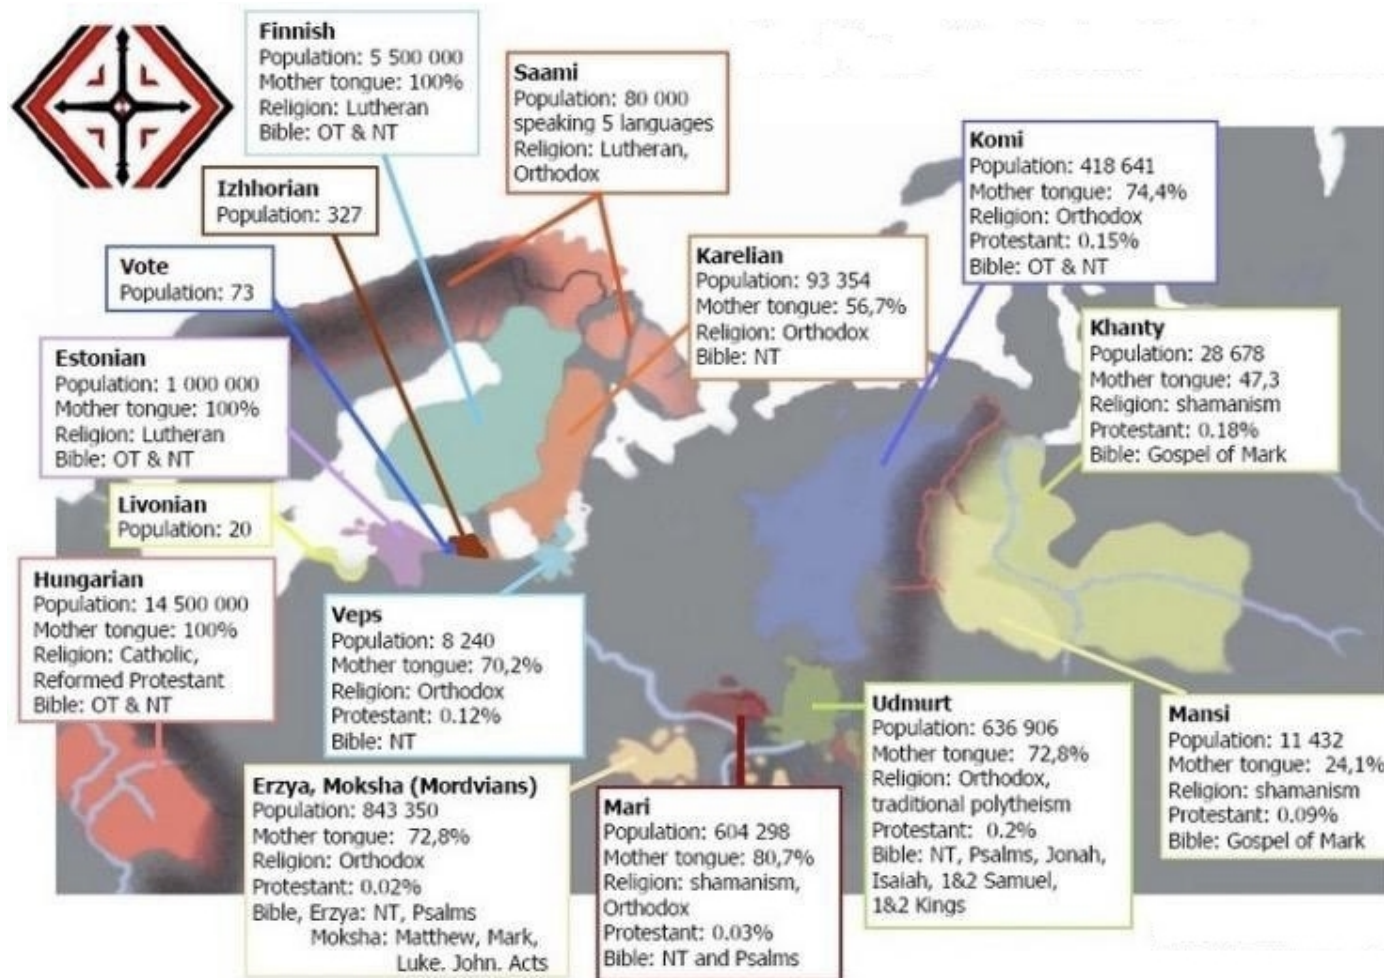 Finnish
Population: 5 500 000
Mother tongue: 100%
Religion: Lutheran
Bible: OT & NT
Saami
Population: 80 000
speaking 5 languages
Religion: Lutheran,
Orthodox
Izhhorian
Population: 327
Komi
Population: 418 641
Mother tongue: 74,4%
Religion: Orthodox
Protestant: 0.15%
Bible: OT & NT
Vote
Population: 73
Karelian
Population: 93 354
Mother tongue: 56,7%
Religion: Orthodox
Bible: NT
Khanty
Population: 28 678
Mother tongue: 47,3
Religion: shamanism
Protestant: 0.18%
Bible: Gospel of Mark
Estonian
Population: 1 000 000
Mother tongue: 100%
Religion: Lutheran
Bible: OT & NT
Livonian
Population: 20
Hungarian
Population: 14 500 000
Mother tongue: 100%
Religion: Catholic,
Reformed Protestant
Bible: OT & NT
Veps
Population: 8 240
Mother tongue: 70,2%
Religion: Orthodox
Protestant: 0.12%
Bible: NT
Erzya, Moksha (Mordvians)
Population: 843 350
Mother tongue: 72,8%
Religion: Orthodox
Protestant: 0.02%
Bible, Erzya: NT, Psalms
Moksha: Matthew, Mark,
Luke. John. Acts
Mari
Population: 604 298
Mother tongue: 80,7%
Religion: shamanism,
Orthodox
Protestant: 0.03%
Bible: NT and Psalms
Udmurt
Population: 636 906
Mother tongue: 72,8%
Religion: Orthodox,
traditional polytheism
Protestant: 0.2%
Bible: NT, Psalms, Jonah,
Isaiah, 1&2 Samuel,
1&2 Kings
Mansi
Population: 11 432
Mother tongue: 24,1%
Religion: shamanism
Protestant: 0.09%
Bible: Gospel of Mark